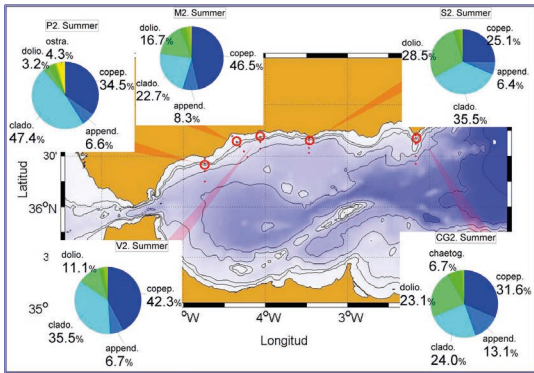 P2. Summer
ostra.
4.3%
dolio.
3.2%
copep.
34.5%
append.
6.6%
clado.
47.4%
M2. Summer
dolio.
16.7%
copep.
46.5%
clado.
22.7%
append.
8.3%
S2. Summer
copep.
25.1%
dolio.
28.5%
append.
6.4%
clado.
35.5%
Latitud
30'
36°N
3
35°
°W
4°W
3°W
Longitud
V2. Summer
dolio.
11.1%
copep.
42.3%
clado.
35.5%
append.
6.7%
CG2. Summer
chaetog.
6.7%
copep.
31.6%
dolio.
23.1%
clado.
24.0%
append.
13.1%